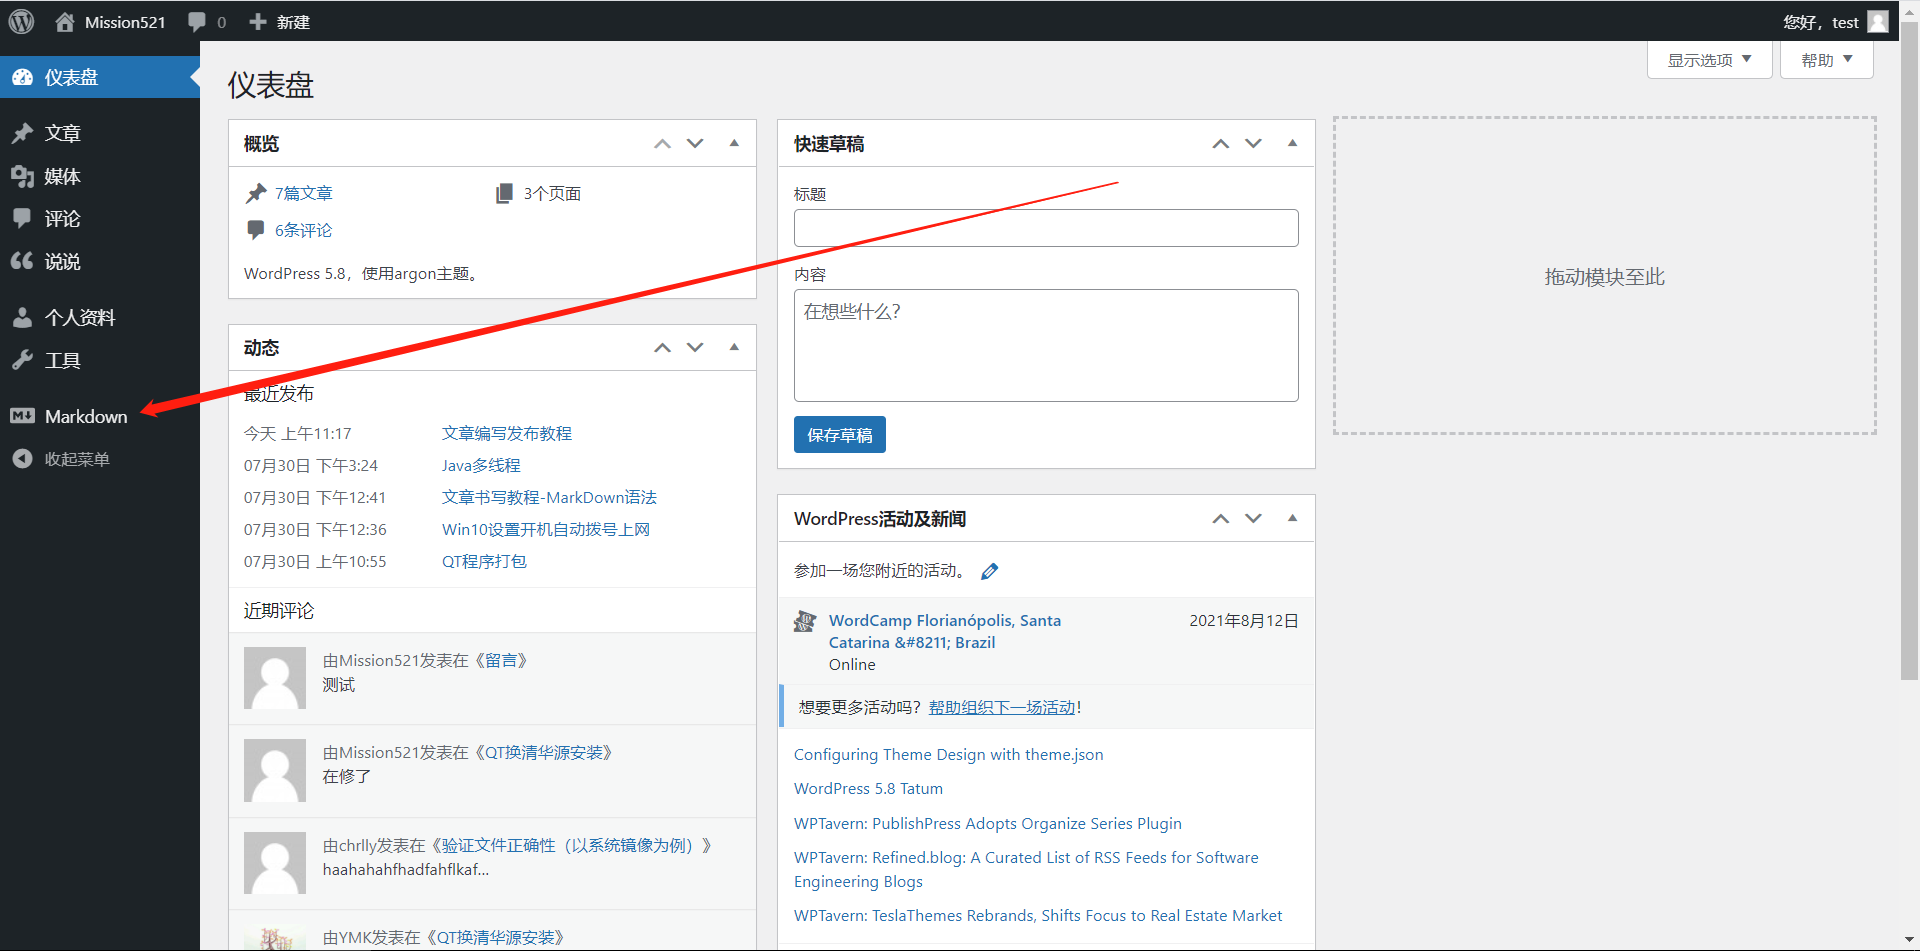 Mission521
0
新建
您好，test
仪表盘
文章
媒体
评论
说说
个人资料
工具
Markdown
收起菜单
显示选项
帮助
仪表盘
概览
7篇文章
3个页面
6条评论
WordPress 5.8，使用argon主题。
动态
最近发布
今天 上午11:17 文章编写发布教程
07月30日 下午3:24 Java多线程
07月30日 下午12:41 文章书写教程-MarkDown语法
07月30日 下午12:36 Win10设置开机自动拨号上网
07月30日 上午10:55 QT程序打包
近期评论
由Mission521发表在《留言》
测试
由Mission521发表在《QT换清华源安装》
在修了
由chrlly发表在《验证文件正确性（以系统镜像为例）》
haahahahfhadfahflkaf...
由YMK发表在《QT换清华源安装》
快速草稿
标题
内容
在想些什么？
保存草稿
WordPress活动及新闻
参加一场您附近的活动。
WordCamp Florianópolis, Santa
Catarina &#8211; Brazil
2021年8月12日
Online
想要更多活动吗？帮助组织下一场活动！
Configuring Theme Design with theme.json
WordPress 5.8 Tatum
WPTavern: PublishPress Adopts Organize Series Plugin
WPTavern: Refined.blog: A Curated List of RSS Feeds for Software
Engineering Blogs
WPTavern: TeslaThemes Rebrands, Shifts Focus to Real Estate Market
拖动模块至此